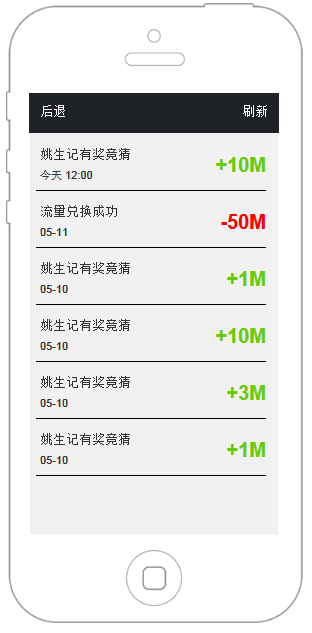 后退 刷新
姚生记有奖竞猜
今天 12:00
+10M
流量兑换成功
05-11
-50M
姚生记有奖竞猜
05-10
+1M
姚生记有奖竞猜
05-10
+10M
姚生记有奖竞猜
05-10
+3M
姚生记有奖竞猜
05-10
+1M